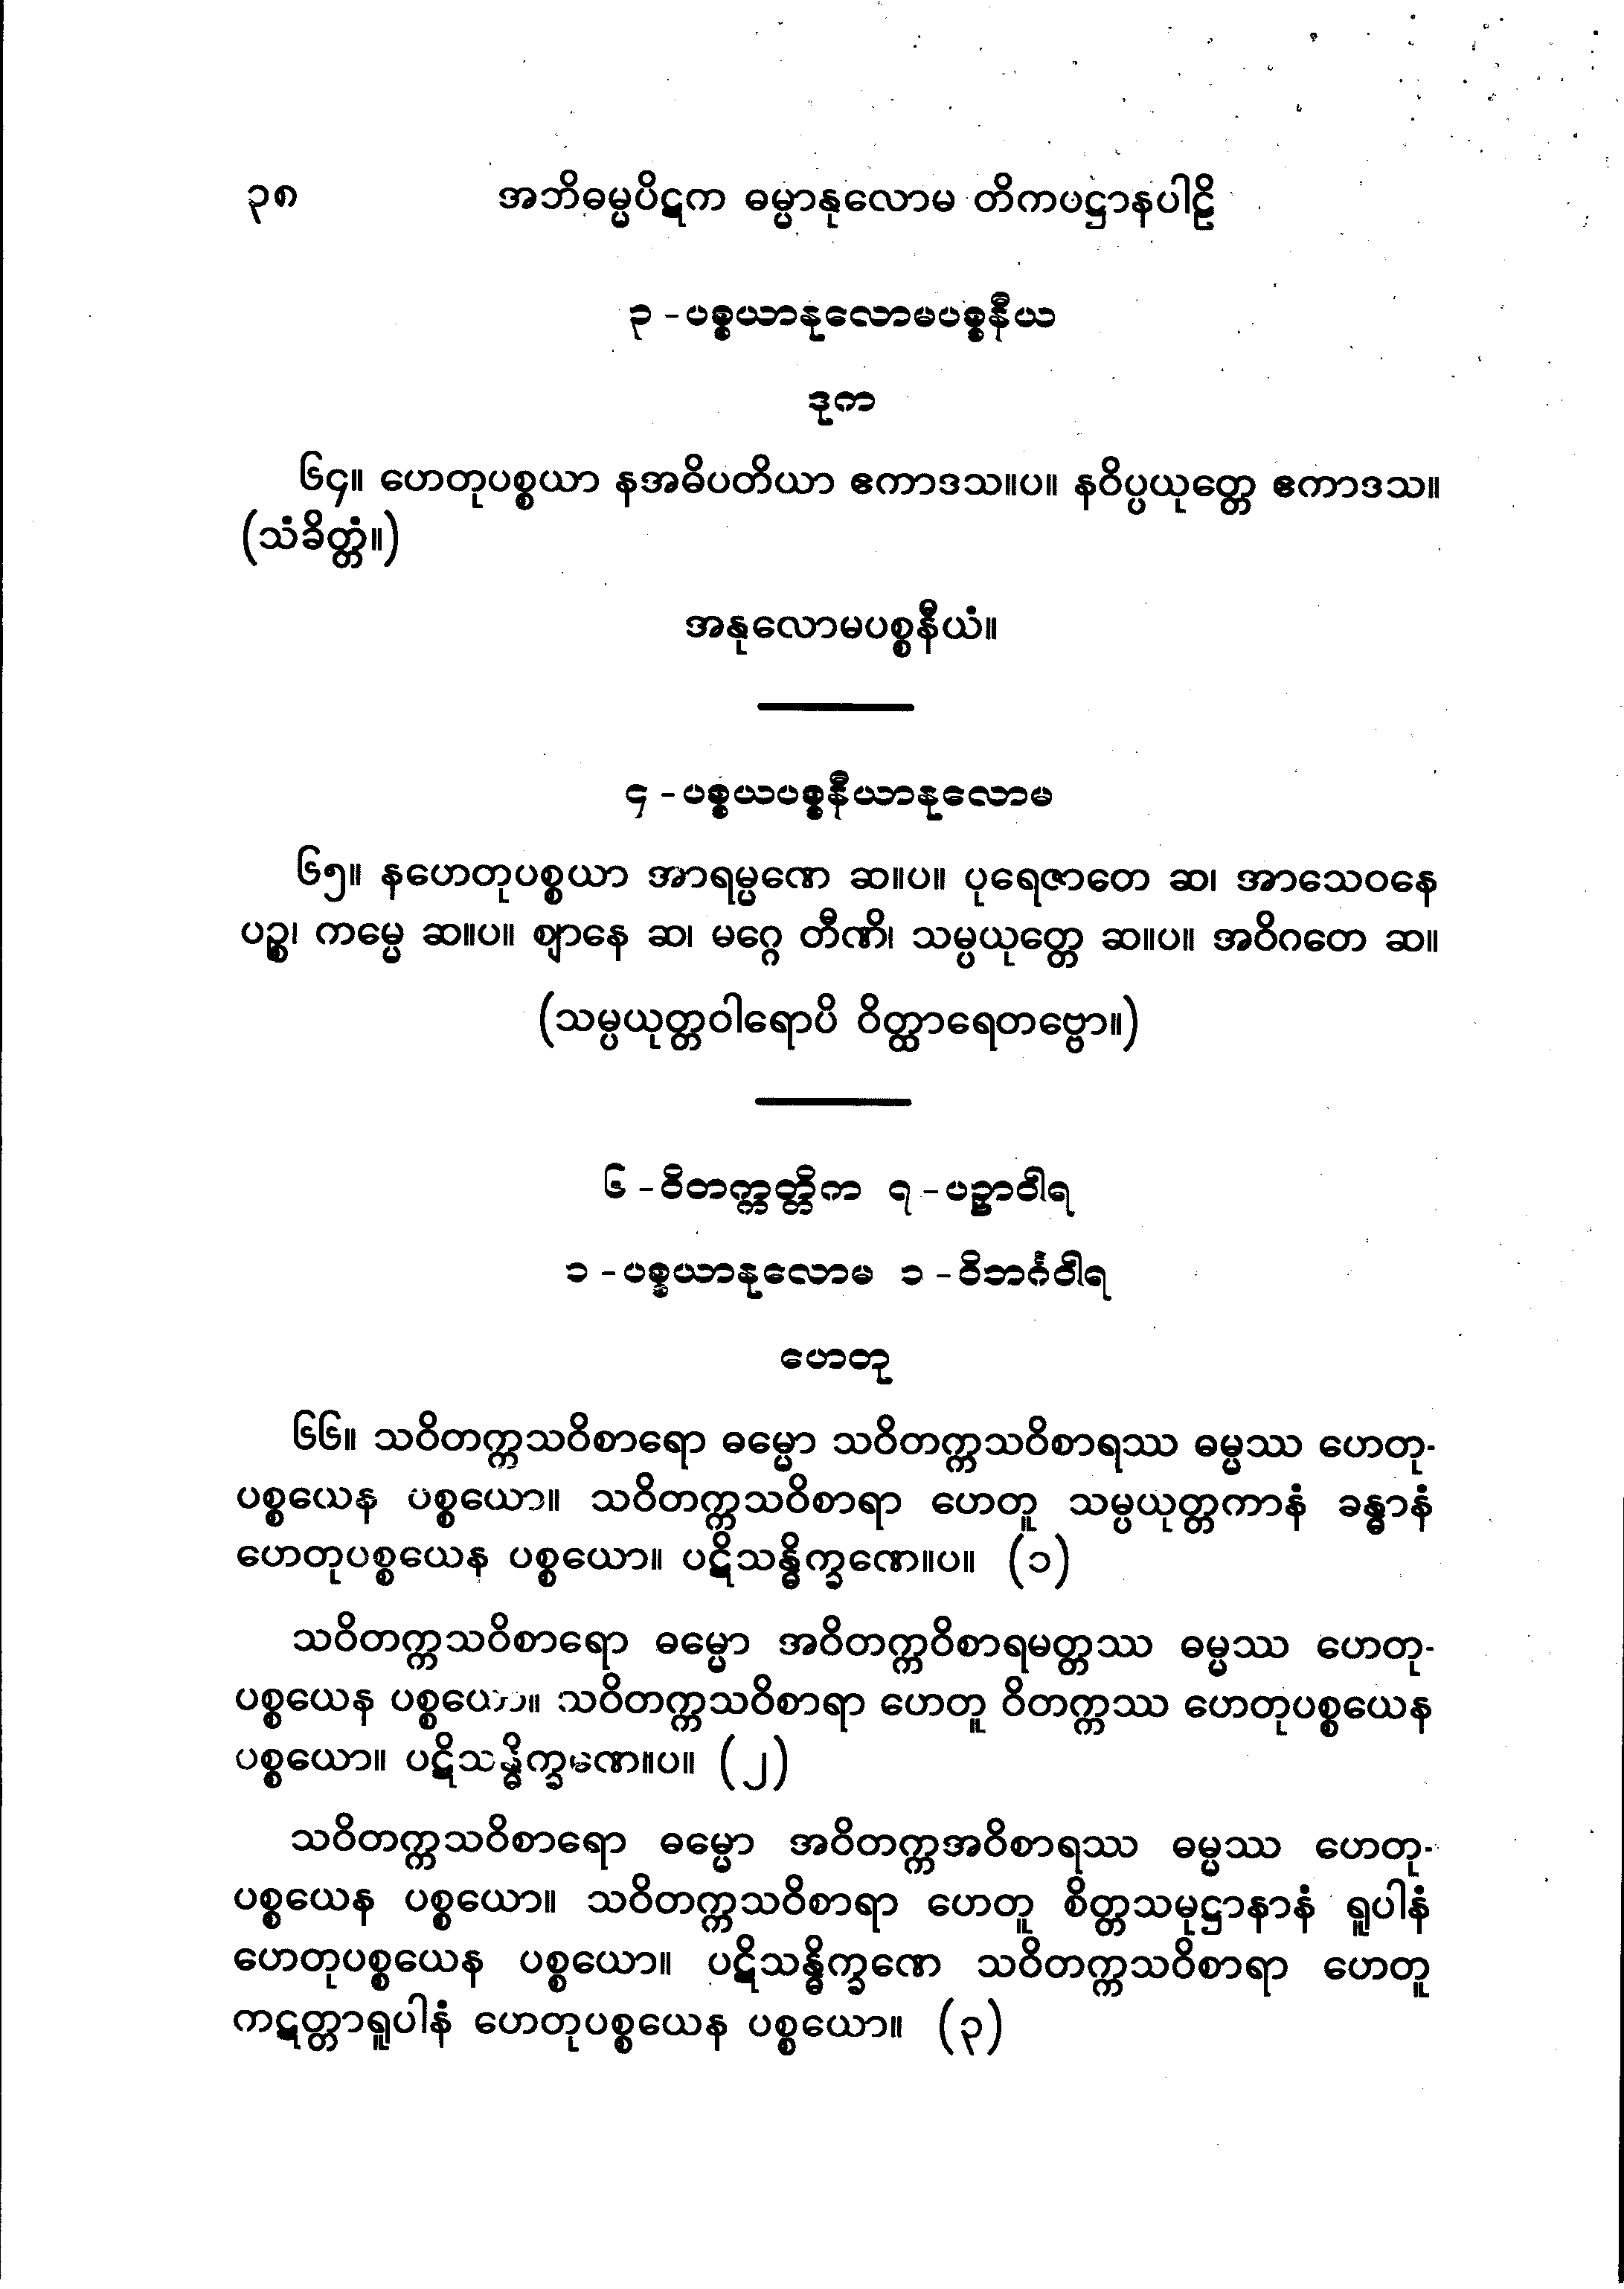 ၃၈ အဘိဓမ္မပိဋက ဓမ္မာနုလောမ တိကပဋ္ဌာနပါဠိ
၃ - ပစ္စယာနုလောမပစ္စနီယ
ဒုက
၆၄။ ဟေတုပစ္စယာ နအဓိပတိယာ ဧကာဒသ။ပ။ နဝိပ္ပယုတ္တေ ဧကာဒသ။
(သံခိတ္တံ။)
အနုလောမပစ္စနီယံ။
၄ - ပစ္စယပစ္စနီယာနုလောမ
၆၅။ နဟေတုပစ္စယာ အာရမ္မဏေ ဆ။ပ။ ပုရေဇာတေ ဆ၊ အာသေဝနေ
ပဉ္စ၊ ကမ္မေ ဆ။ပ။ ဈာနေ ဆ၊ မဂ္ဂေ တီဏိ၊ သမ္ပယုတ္တေ ဆ။ပ။ အဝိဂတေ ဆ။
(သမ္ပယုတ္တဝါရောပိ ဝိတ္ထာရေတဗ္ဗော။)
၆ - ဝိတက္ကတ္တိက ၇ - ပဉှာဝါရ
၁ - ပစ္စယာနုလောမ ၁ - ဝိဘင်္ဂဝါရ
ဟေတု
၆၆။ သဝိတက္ကသဝိစာရော ဓမ္မော သဝိတက္ကသဝိစာရဿ ဓမ္မဿ ဟေတု-
ပစ္စယေန ပစ္စယော။ သဝိတက္ကသဝိစာရာ ဟေတူ သမ္ပယုတ္တကာနံ ခန္ဓာနံ
ဟေတုပစ္စယေန ပစ္စယော။ ပဋိသန္ဓိက္ခဏေ။ပ။ (၁)
သဝိတက္ကသဝိစာရော ဓမ္မော အဝိတက္ကဝိစာရမတ္တဿ ဓမ္မဿ ဟေတု-
ပစ္စယေန ပစ္စယော။ သဝိတက္ကသဝိစာရာ ဟေတူ ဝိတက္ကဿ ဟေတုပစ္စယေန
ပစ္စယော။ ပဋိသန္ဓိက္ခဏေ။ပ။ (၂)
သဝိတက္ကသဝိစာရော ဓမ္မော အဝိတက္ကအဝိစာရဿ ဓမ္မဿ ဟေတု-
ပစ္စယေန ပစ္စယော။ သဝိတက္ကသဝိစာရာ ဟေတူ စိတ္တသမုဋ္ဌာနာနံ ရူပါနံ
ဟေတုပစ္စယေန ပစ္စယော။ ပဋိသန္ဓိက္ခဏေ သဝိတက္ကသဝိစာရာ ဟေတူ
ကဋတ္တာရူပါနံ ဟေတုပစ္စယေန ပစ္စယော။ (၃)